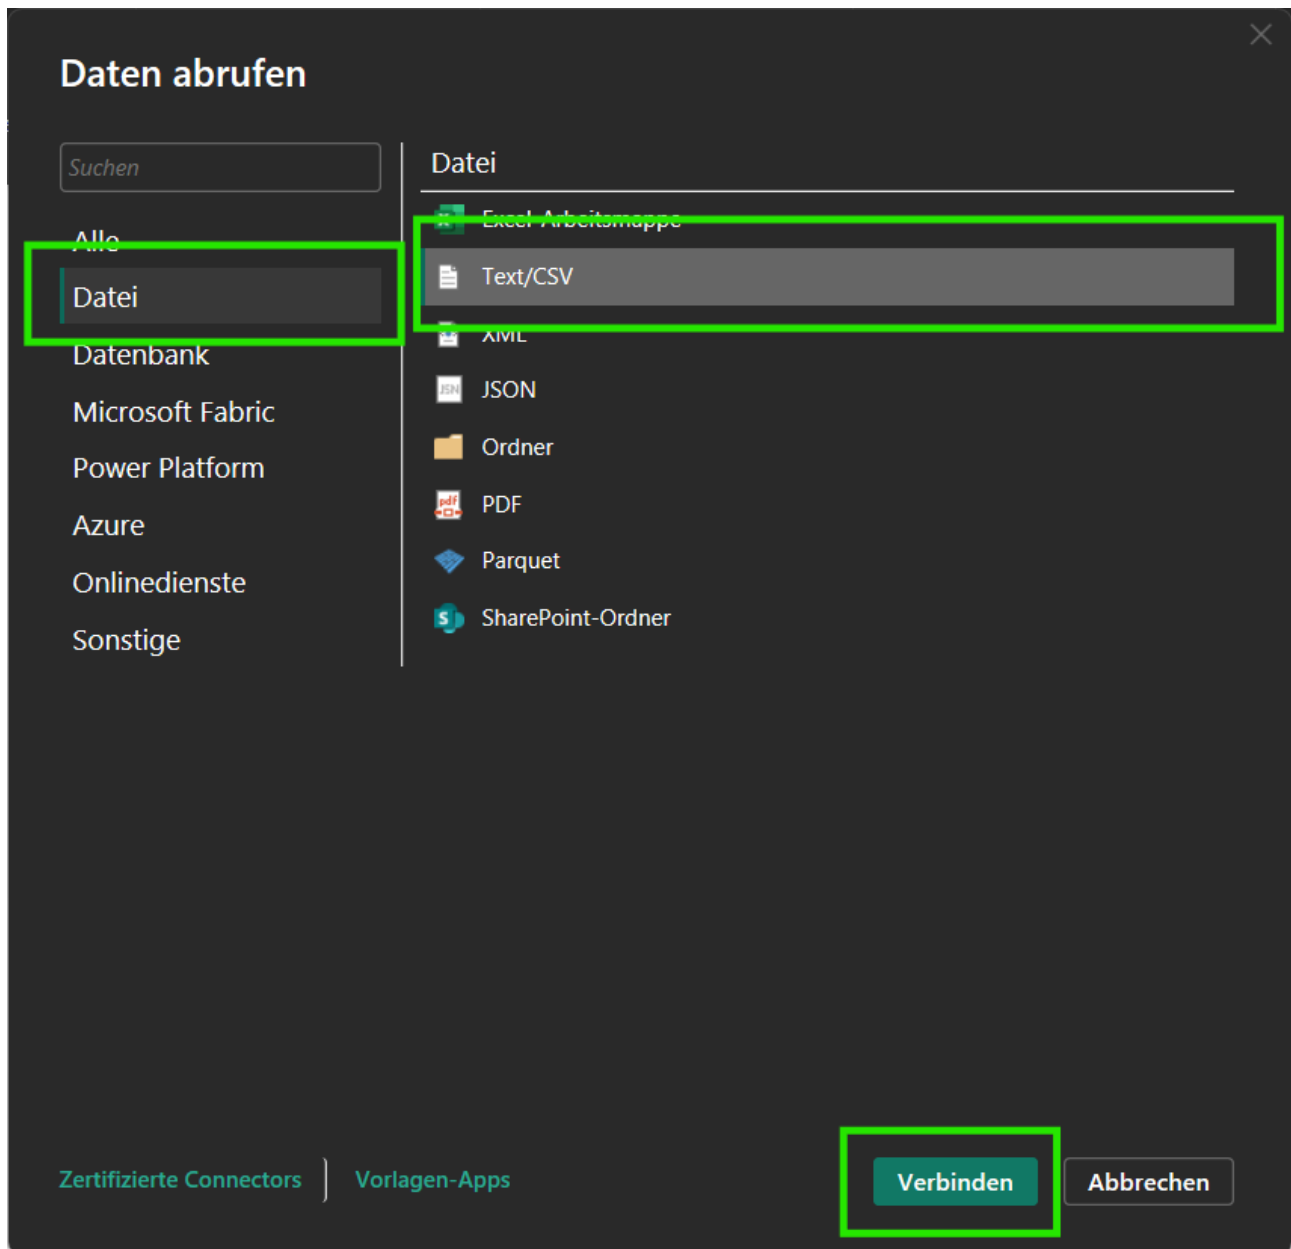 Daten abrufen
Suchen
Alle
Datei
Datenbank
Microsoft Fabric
Power Platform
Azure
Onlinedienste
Sonstige
Datei
Excel-Arbeitsmappe
Text/CSV
XML
JSON
Ordner
PDF
Parquet
SharePoint-Ordner
Zertifizierte Connectors
Vorlagen-Apps
Verbinden
Abbrechen